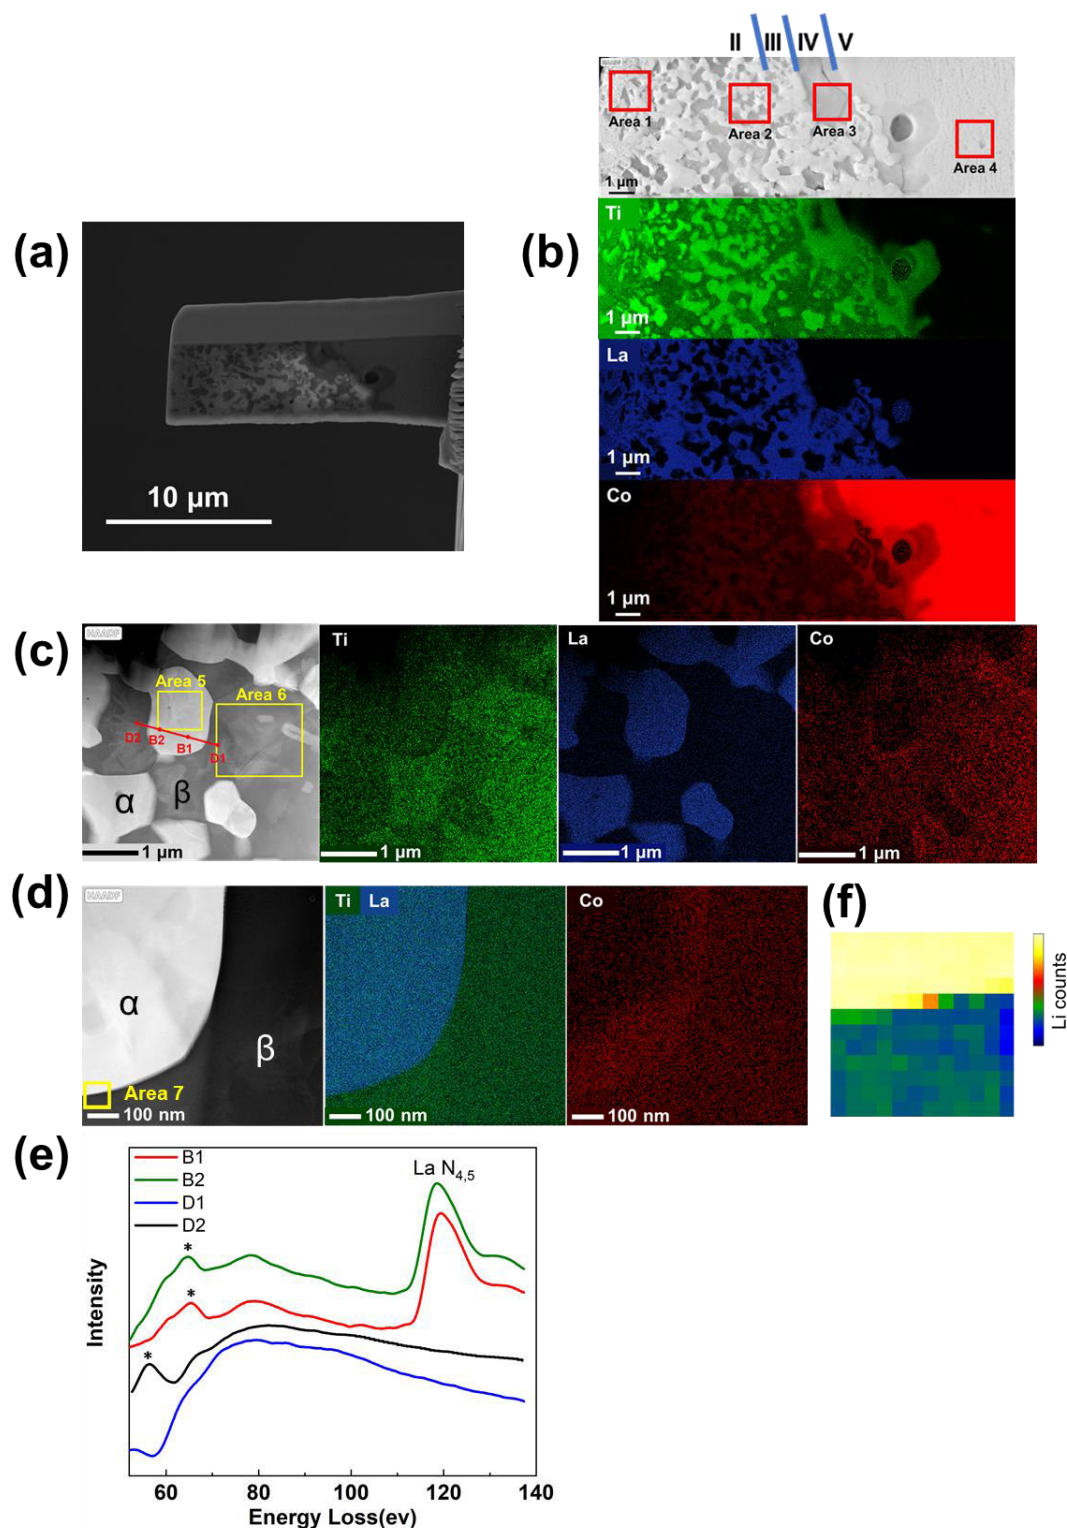 (a)
10 μm
(b)
II III IV V
HAADF
Area 1
Area 2
Area 3
Area 4
1 μm
Ti
1 μm
La
1 μm
Co
1 μm
(c)
HAADF
Area 5
Area 6
D2
B2
B1
D1
α
β
1 μm
Ti
1 μm
La
1 μm
Co
1 μm
(d)
HAADF
α
β
Area 7
100 nm
Ti La
100 nm
Co
100 nm
(f)
Li counts
(e)
B1
B2
D1
D2
La N4,5
*
*
*
Intensity
60 80 100 120 140
Energy Loss(ev)